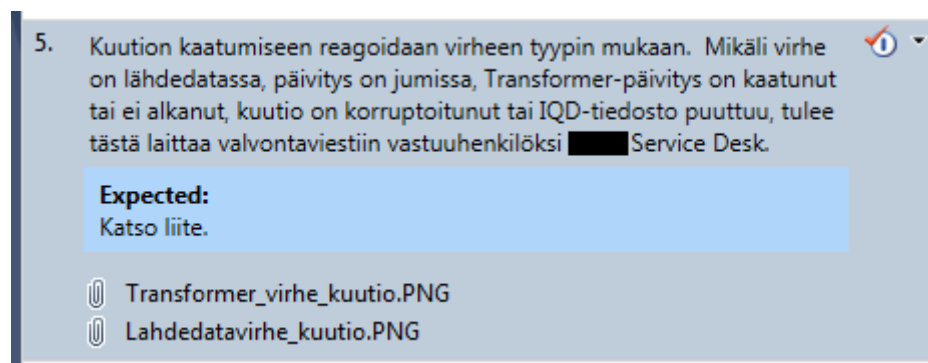 5. Kuution kaatumiseen reagoidaan virheen tyypin mukaan. Mikäli virhe
on lähdedatassa, päivitys on jumissa, Transformer-päivitys on kaatunut
tai ei alkanut, kuutio on korruptoitunut tai IQD-tiedosto puuttuu, tulee
tästä laittaa valvontaviestiin vastuuhenkilöksi Service Desk.
Expected:
Katso liite.
Transformer_virhe_kuutio.PNG
Lahdedatavirhe_kuutio.PNG